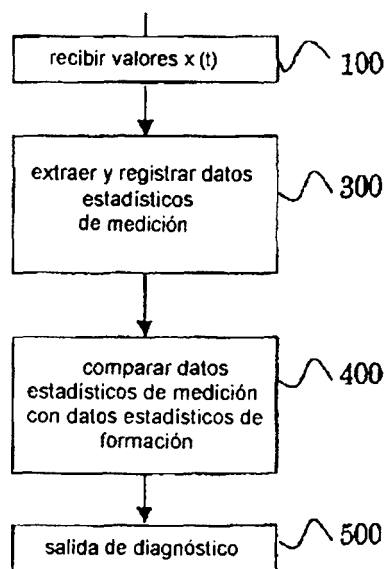 recibir valores x (t)
100
extraer y registrar datos
estadísticos
de medición
300
comparar datos
estadísticos de medición
con datos estadísticos de
formación
400
salida de diagnóstico
500